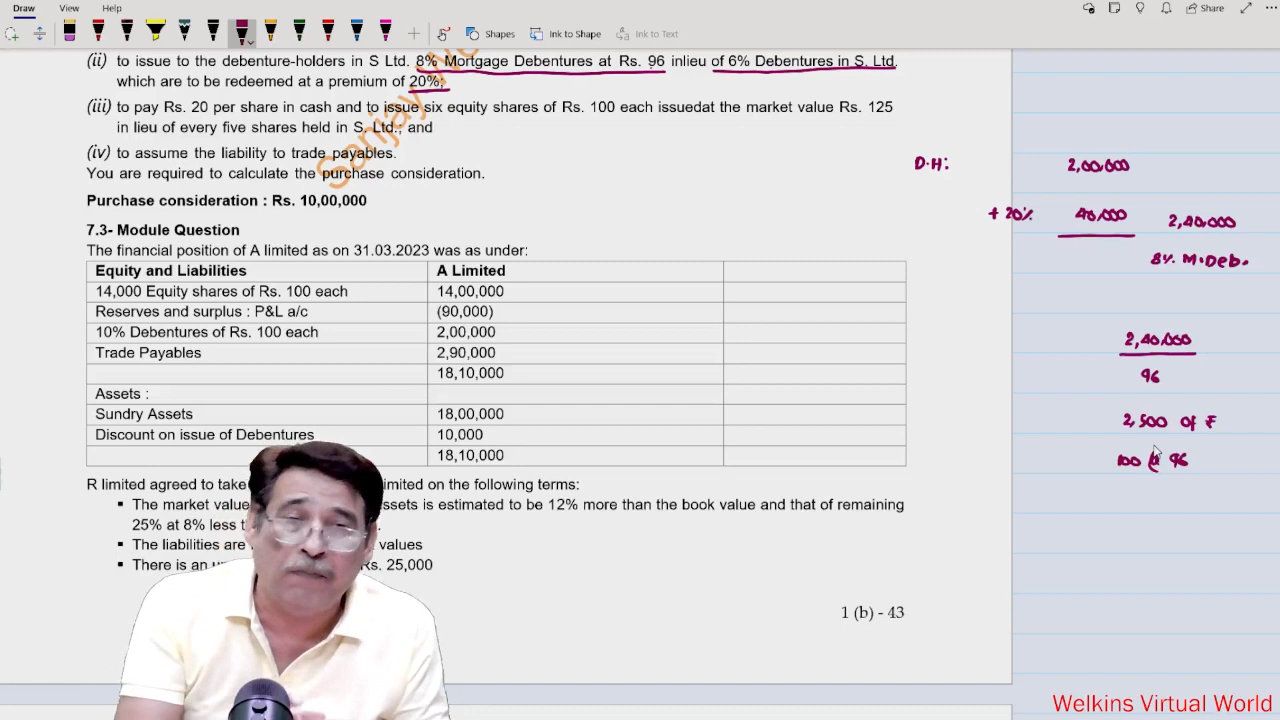 Draw View Help
Share
Shapes Ink to Shape Ink to Text
(ii) to issue to the debenture-holders in S Ltd. 8% Mortgage Debentures at Rs. 96 inlieu of 6% Debentures in S. Ltd.
which are to be redeemed at a premium of 20%;
(iii) to pay Rs. 20 per share in cash and to issue six equity shares of Rs. 100 each issuedat the market value Rs. 125
in lieu of every five shares held in S. Ltd.; and
(iv) to assume the liability to trade payables.
You are required to calculate the purchase consideration.
Purchase consideration : Rs. 10,00,000
7.3- Module Question
The financial position of A limited as on 31.03.2023 was as under:
Equity and Liabilities A Limited
14,000 Equity shares of Rs. 100 each 14,00,000
Reserves and surplus : P&L a/c (90,000)
10% Debentures of Rs. 100 each 2,00,000
Trade Payables 2,90,000
18,10,000
Assets :
Sundry Assets 18,00,000
Discount on issue of Debentures 10,000
18,10,000
R limited agreed to take limited on the following terms:
▪ The market value assets is estimated to be 12% more than the book value and that of remaining
25% at 8% less
▪ The liabilities are values
▪ There is an Rs. 25,000
1 (b) - 43
Sanjay
D.H: 2,00,000
+ 20% 40,000 2,40,000
8% M.Deb.
2,40,000
96
2,500 of ₹
100 @ 96
Welkins Virtual World